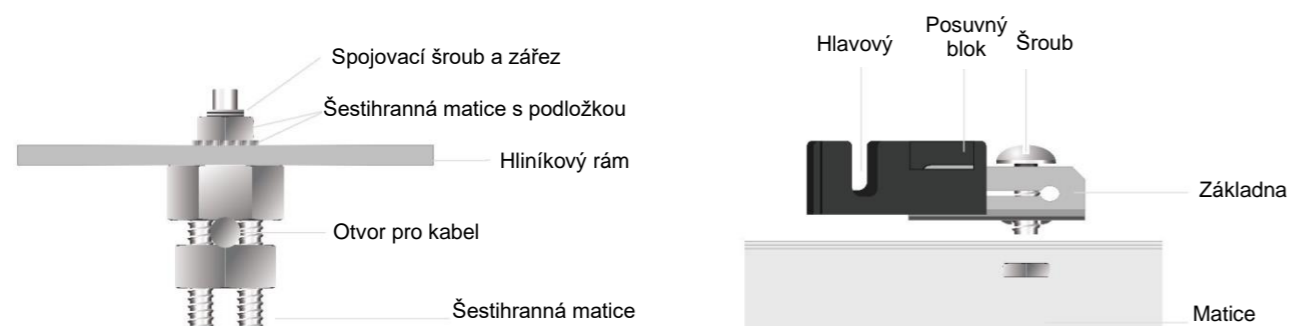 Spojovací šroub a zářez
Šestihranná matice s podložkou
Hliníkový rám
Otvor pro kabel
Šestihranná matice
Hlavový
Posuvný
blok
Šroub
Základna
Matice